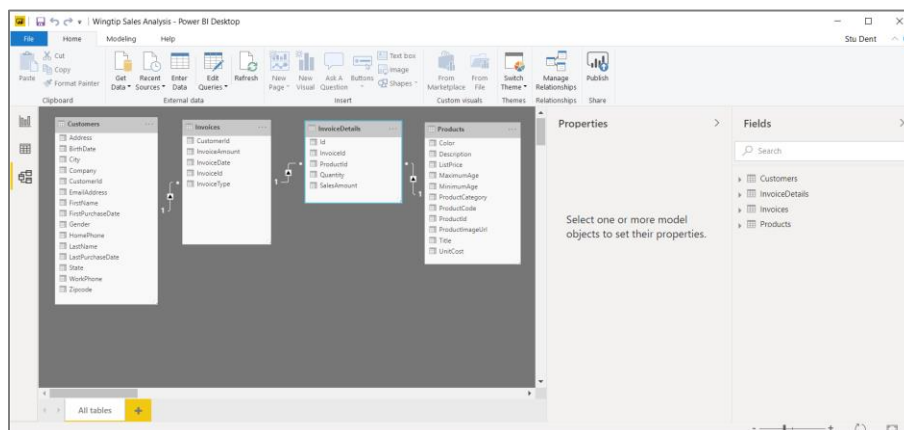 Wingtip Sales Analysis - Power BI Desktop
File Home Modeling Help Stu Dent
Paste
Cut
Copy
Format Painter
Clipboard
Get Data
Recent Sources
Enter Data
Edit Queries
Refresh
External data
New Page
New Visual
Ask A Question
Buttons
Text box
Image
Shapes
Insert
From Marketplace
From File
Custom visuals
Switch Theme
Themes
Manage Relationships
Relationships
Publish
Share
Customers
Address
BirthDate
City
Company
CustomerId
EmailAddress
FirstName
FirstPurchaseDate
Gender
HomePhone
LastName
LastPurchaseDate
State
WorkPhone
Zipcode
1
*
Invoices
CustomerId
InvoiceAmount
InvoiceDate
InvoiceId
InvoiceType
1
*
InvoiceDetails
Id
InvoiceId
ProductId
Quantity
SalesAmount
*
1
Products
Color
Description
ListPrice
MaximumAge
MinimumAge
ProductCategory
ProductCode
ProductId
ProductImageUrl
Title
UnitCost
Properties
Select one or more model
objects to set their properties.
Fields
Search
Customers
InvoiceDetails
Invoices
Products
All tables